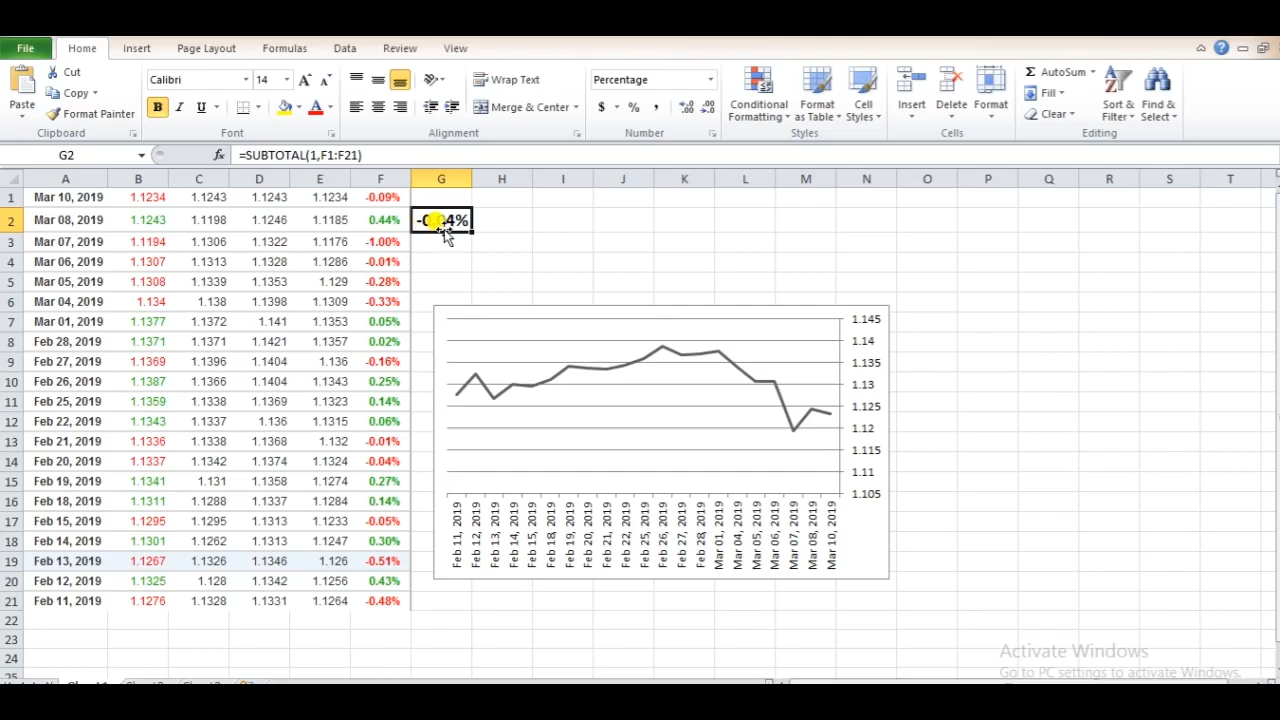 File Home Insert Page Layout Formulas Data Review View
Paste Cut Copy Format Painter Clipboard
Calibri 14 B I U A Font
Wrap Text Merge & Center Alignment
Percentage $ % , Number
Conditional Formatting Format as Table Cell Styles Styles
Insert Delete Format Cells
Σ AutoSum Fill Clear Sort & Filter Find & Select Editing
G2 fx =SUBTOTAL(1,F1:F21)
A B C D E F G H I J K L M N O P Q R S T
1 Mar 10, 2019 1.1234 1.1243 1.1243 1.1234 -0.09%
2 Mar 08, 2019 1.1243 1.1198 1.1246 1.1185 0.44% -0.04%
3 Mar 07, 2019 1.1194 1.1306 1.1322 1.1176 -1.00%
4 Mar 06, 2019 1.1307 1.1313 1.1328 1.1286 -0.01%
5 Mar 05, 2019 1.1308 1.1339 1.1353 1.129 -0.28%
6 Mar 04, 2019 1.134 1.138 1.1398 1.1309 -0.33%
7 Mar 01, 2019 1.1377 1.1372 1.141 1.1353 0.05%
8 Feb 28, 2019 1.1371 1.1371 1.1421 1.1357 0.02%
9 Feb 27, 2019 1.1369 1.1396 1.1404 1.136 -0.16%
10 Feb 26, 2019 1.1387 1.1366 1.1404 1.1343 0.25%
11 Feb 25, 2019 1.1359 1.1338 1.1369 1.1323 0.14%
12 Feb 22, 2019 1.1343 1.1337 1.136 1.1315 0.06%
13 Feb 21, 2019 1.1336 1.1338 1.1368 1.132 -0.01%
14 Feb 20, 2019 1.1337 1.1342 1.1374 1.1324 -0.04%
15 Feb 19, 2019 1.1341 1.131 1.1358 1.1274 0.27%
16 Feb 18, 2019 1.1311 1.1288 1.1337 1.1284 0.14%
17 Feb 15, 2019 1.1295 1.1295 1.1313 1.1233 -0.05%
18 Feb 14, 2019 1.1301 1.1262 1.1313 1.1247 0.30%
19 Feb 13, 2019 1.1267 1.1326 1.1346 1.126 -0.51%
20 Feb 12, 2019 1.1325 1.128 1.1342 1.1256 0.43%
21 Feb 11, 2019 1.1276 1.1328 1.1331 1.1264 -0.48%
22
23
24
25
1.145
1.14
1.135
1.13
1.125
1.12
1.115
1.11
1.105
Feb 11, 2019
Feb 12, 2019
Feb 13, 2019
Feb 14, 2019
Feb 15, 2019
Feb 18, 2019
Feb 19, 2019
Feb 20, 2019
Feb 21, 2019
Feb 22, 2019
Feb 25, 2019
Feb 26, 2019
Feb 27, 2019
Feb 28, 2019
Mar 01, 2019
Mar 04, 2019
Mar 05, 2019
Mar 06, 2019
Mar 07, 2019
Mar 08, 2019
Mar 10, 2019
Activate Windows
Go to PC settings to activate Windows.